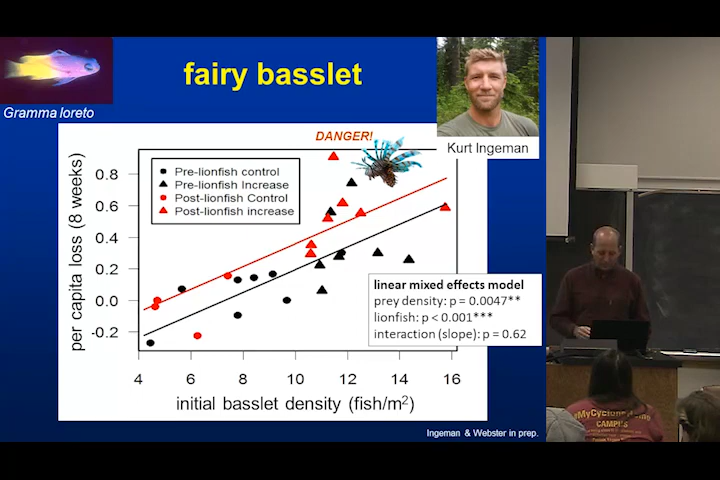 fairy basslet
Gramma loreto
Kurt Ingeman
DANGER!
Pre-lionfish control
Pre-lionfish Increase
Post-lionfish Control
Post-lionfish increase
per capita loss (8 weeks)
0.8
0.6
0.4
0.2
0.0
-0.2
4 6 8 10 12 14 16
initial basslet density (fish/m²)
linear mixed effects model
prey density: p = 0.0047**
lionfish: p < 0.001***
interaction (slope): p = 0.62
Ingeman & Webster in prep.
CAMPUS